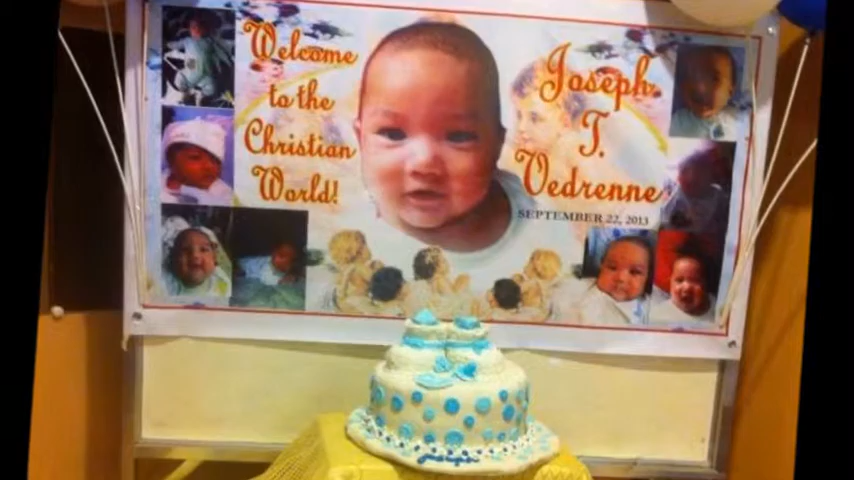 Welcome
to the
Christian
World!
Joseph
T.
Vedrenne
SEPTEMBER 22, 2013